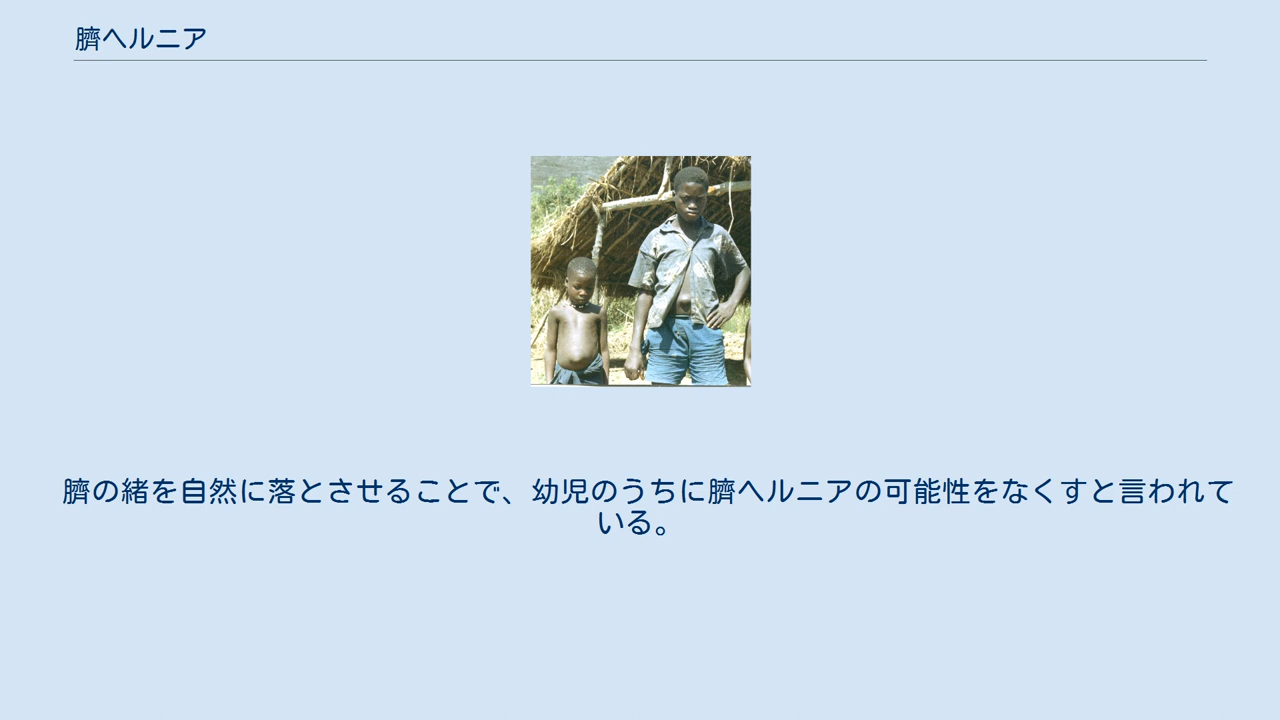 臍ヘルニア
臍の緒を自然に落とさせることで、幼児のうちに臍ヘルニアの可能性をなくすと言われて
いる。